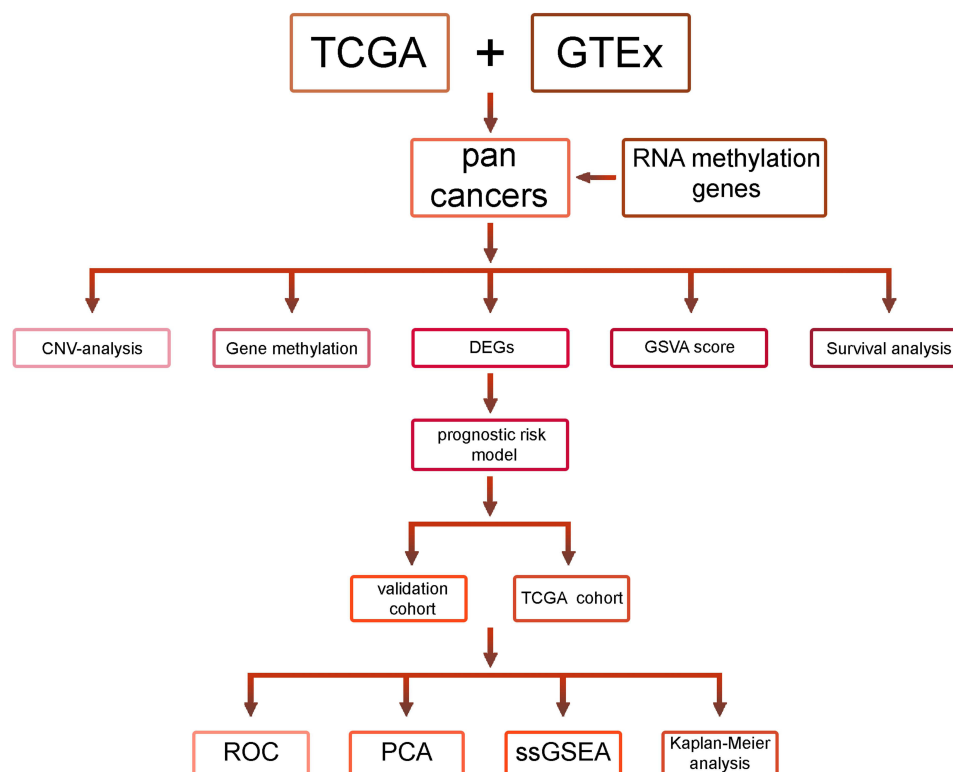 TCGA + GTEx
pan
cancers
RNA methylation
genes
CNV-analysis
Gene methylation
DEGs
GSVA score
Survival analysis
prognostic risk
model
validation
cohort
TCGA cohort
ROC
PCA
ssGSEA
Kaplan-Meier
analysis